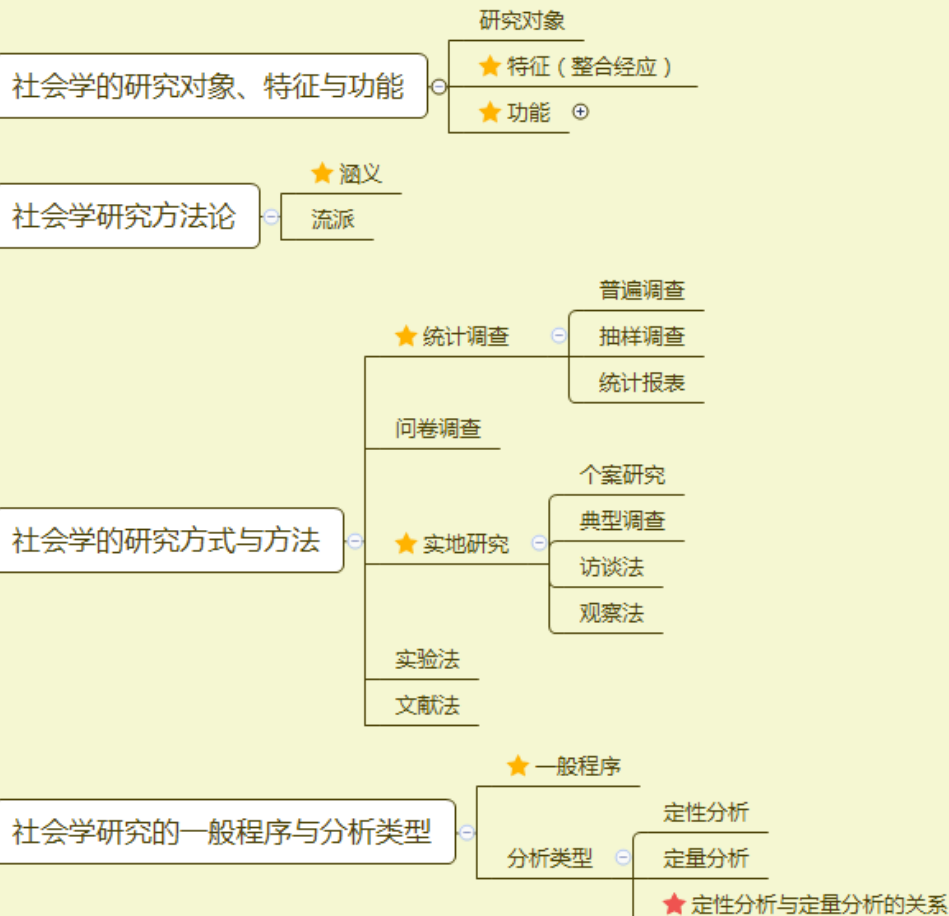 社会学的研究对象、特征与功能
研究对象
特征（整合经应）
功能
社会学研究方法论
涵义
流派
社会学的研究方式与方法
统计调查
普遍调查
抽样调查
统计报表
问卷调查
实地研究
个案研究
典型调查
访谈法
观察法
实验法
文献法
社会学研究的一般程序与分析类型
一般程序
分析类型
定性分析
定量分析
定性分析与定量分析的关系